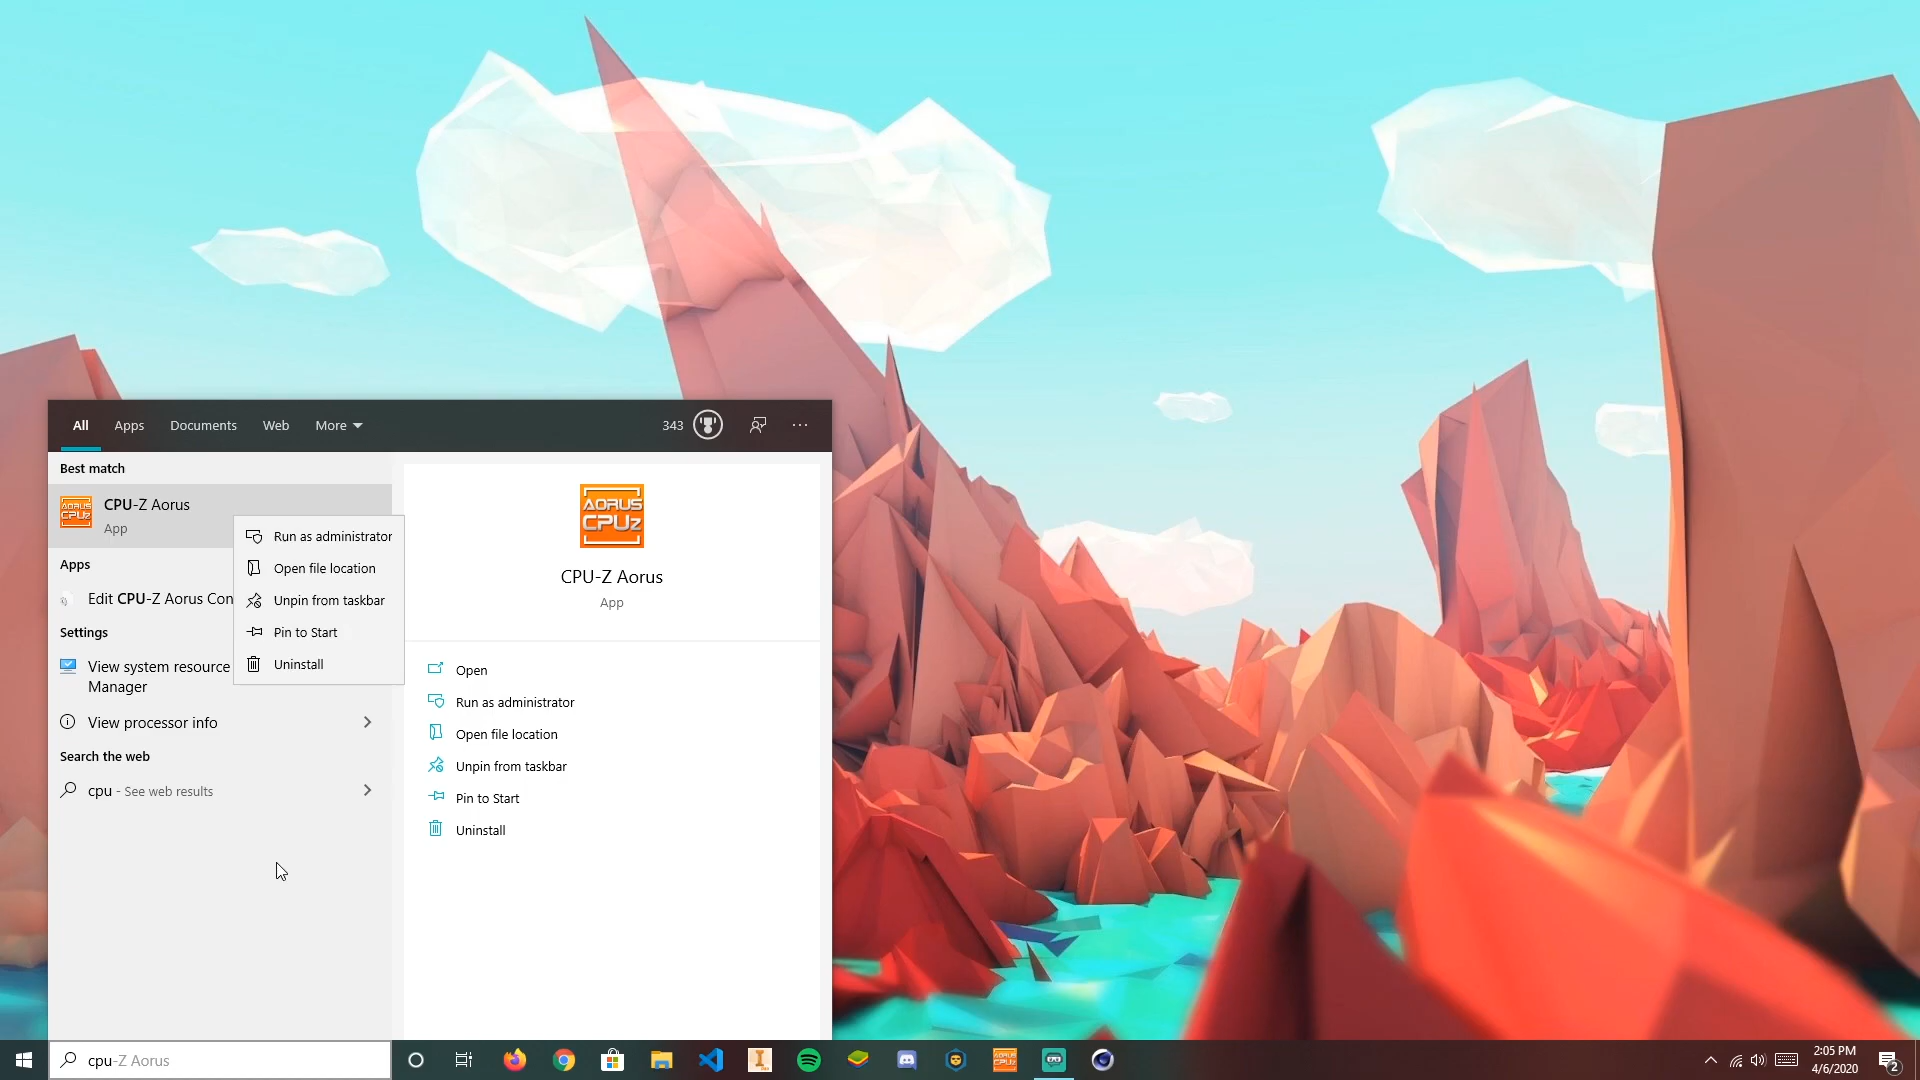 All Apps Documents Web More 343
Best match
CPU-Z Aorus
App
Run as administrator
Open file location
Unpin from taskbar
Pin to Start
Uninstall
Apps
Edit CPU-Z Aorus Con
Settings
View system resource
Manager
View processor info
Search the web
cpu - See web results
AORUS
CPUz
CPU-Z Aorus
App
Open
Run as administrator
Open file location
Unpin from taskbar
Pin to Start
Uninstall
cpu-Z Aorus
2:05 PM
4/6/2020
2